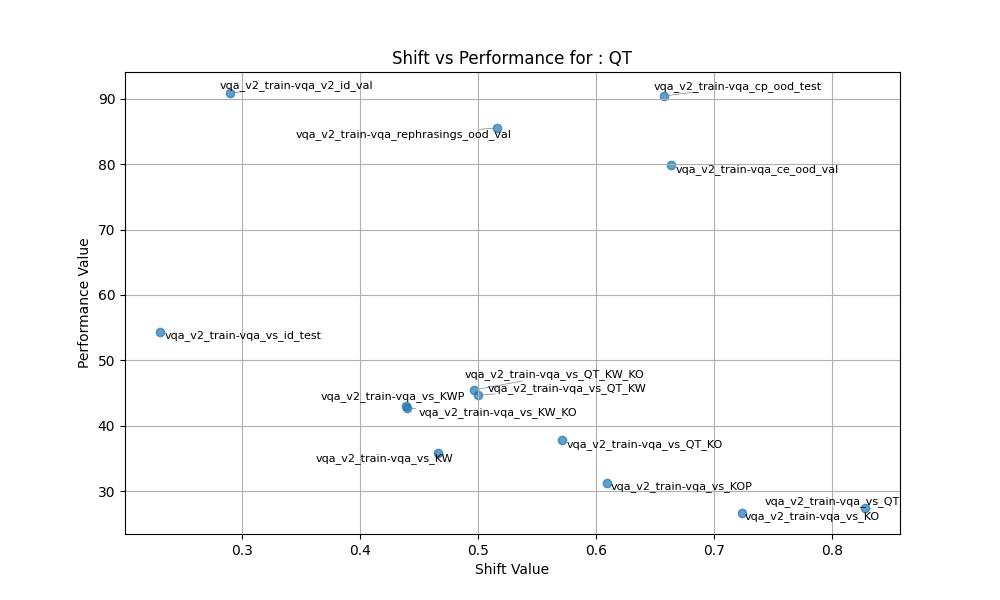 Shift vs Performance for : QT
vqa_v2_train-vqa_v2_id_val
vqa_v2_train-vqa_cp_ood_test
90
vqa_v2_train-vqa_rephrasings_ood_val
80
vqa_v2_train-vqa_ce_ood_val
70
Performance Value
60
vqa_v2_train-vqa_vs_id_test
50
vqa_v2_train-vqa_vs_QT_KW_KO
vqa_v2_train-vqa_vs_QT_KW
vqa_v2_train-vqa_vs_KWP
vqa_v2_train-vqa_vs_KW_KO
40
vqa_v2_train-vqa_vs_QT_KO
vqa_v2_train-vqa_vs_KW
vqa_v2_train-vqa_vs_KOP
30
vqa_v2_train-vqa_vs_QT
vqa_v2_train-vqa_vs_KO
0.3 0.4 0.5 0.6 0.7 0.8
Shift Value